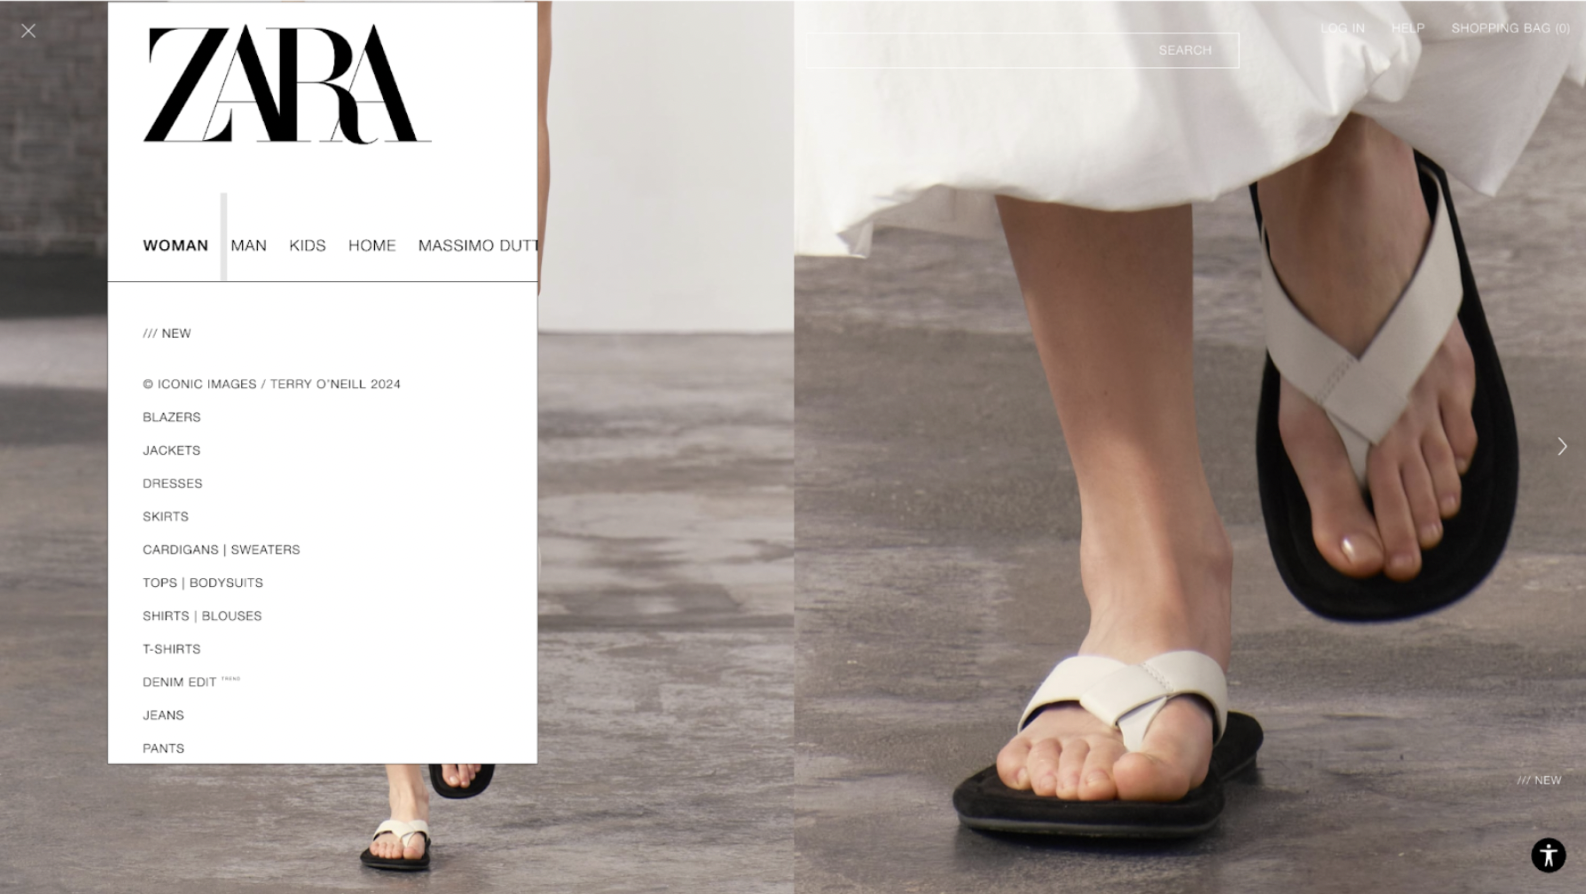 ZARA
LOG IN HELP SHOPPING BAG (0)
SEARCH
WOMAN MAN KIDS HOME MASSIMO DUTT
/// NEW
© ICONIC IMAGES / TERRY O'NEILL 2024
BLAZERS
JACKETS
DRESSES
SKIRTS
CARDIGANS | SWEATERS
TOPS | BODYSUITS
SHIRTS | BLOUSES
T-SHIRTS
DENIM EDIT TREND
JEANS
PANTS
/// NEW